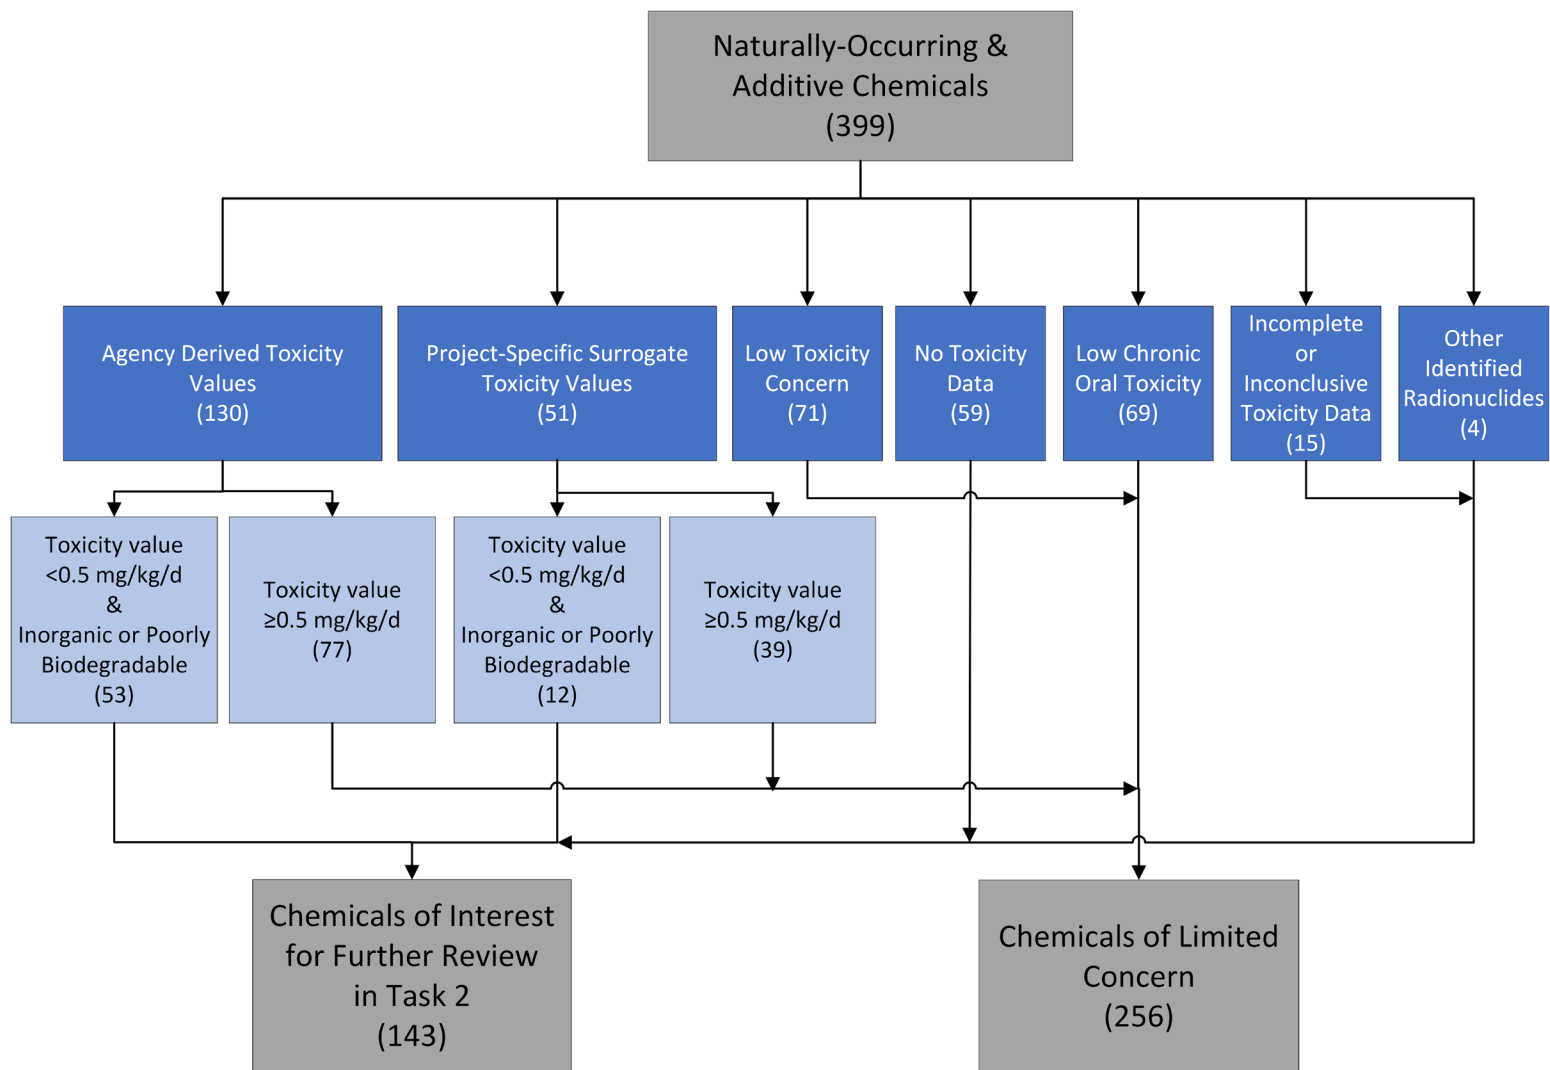 Naturally-Occurring &
Additive Chemicals
(399)
Agency Derived Toxicity
Values
(130)
Project-Specific Surrogate
Toxicity Values
(51)
Low Toxicity
Concern
(71)
No Toxicity
Data
(59)
Low Chronic
Oral Toxicity
(69)
Incomplete
or
Inconclusive
Toxicity Data
(15)
Other
Identified
Radionuclides
(4)
Toxicity value
<0.5 mg/kg/d
&
Inorganic or Poorly
Biodegradable
(53)
Toxicity value
≥0.5 mg/kg/d
(77)
Toxicity value
<0.5 mg/kg/d
&
Inorganic or Poorly
Biodegradable
(12)
Toxicity value
≥0.5 mg/kg/d
(39)
Chemicals of Interest
for Further Review
in Task 2
(143)
Chemicals of Limited
Concern
(256)